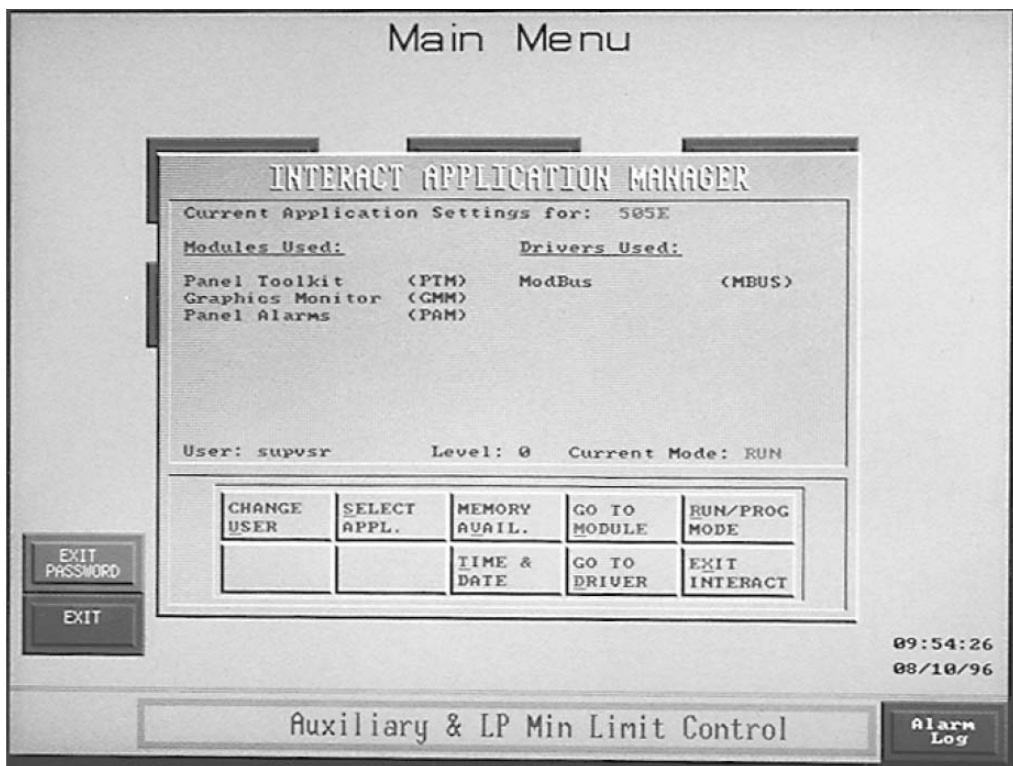 Main Menu
INTERACT APPLICATION MANAGER
Current Application Settings for: 505E
Modules Used: Drivers Used:
Panel Toolkit (PTM) ModBus (MBUS)
Graphics Monitor (GMM)
Panel Alarms (PAM)
User: supvsr Level: 0 Current Mode: RUN
CHANGE USER SELECT APPL. MEMORY AVAIL. GO TO MODULE RUN/PROG MODE
TIME & DATE GO TO DRIVER EXIT INTERACT
EXIT PASSWORD
EXIT
09:54:26
08/10/96
Auxiliary & LP Min Limit Control
Alarm Log